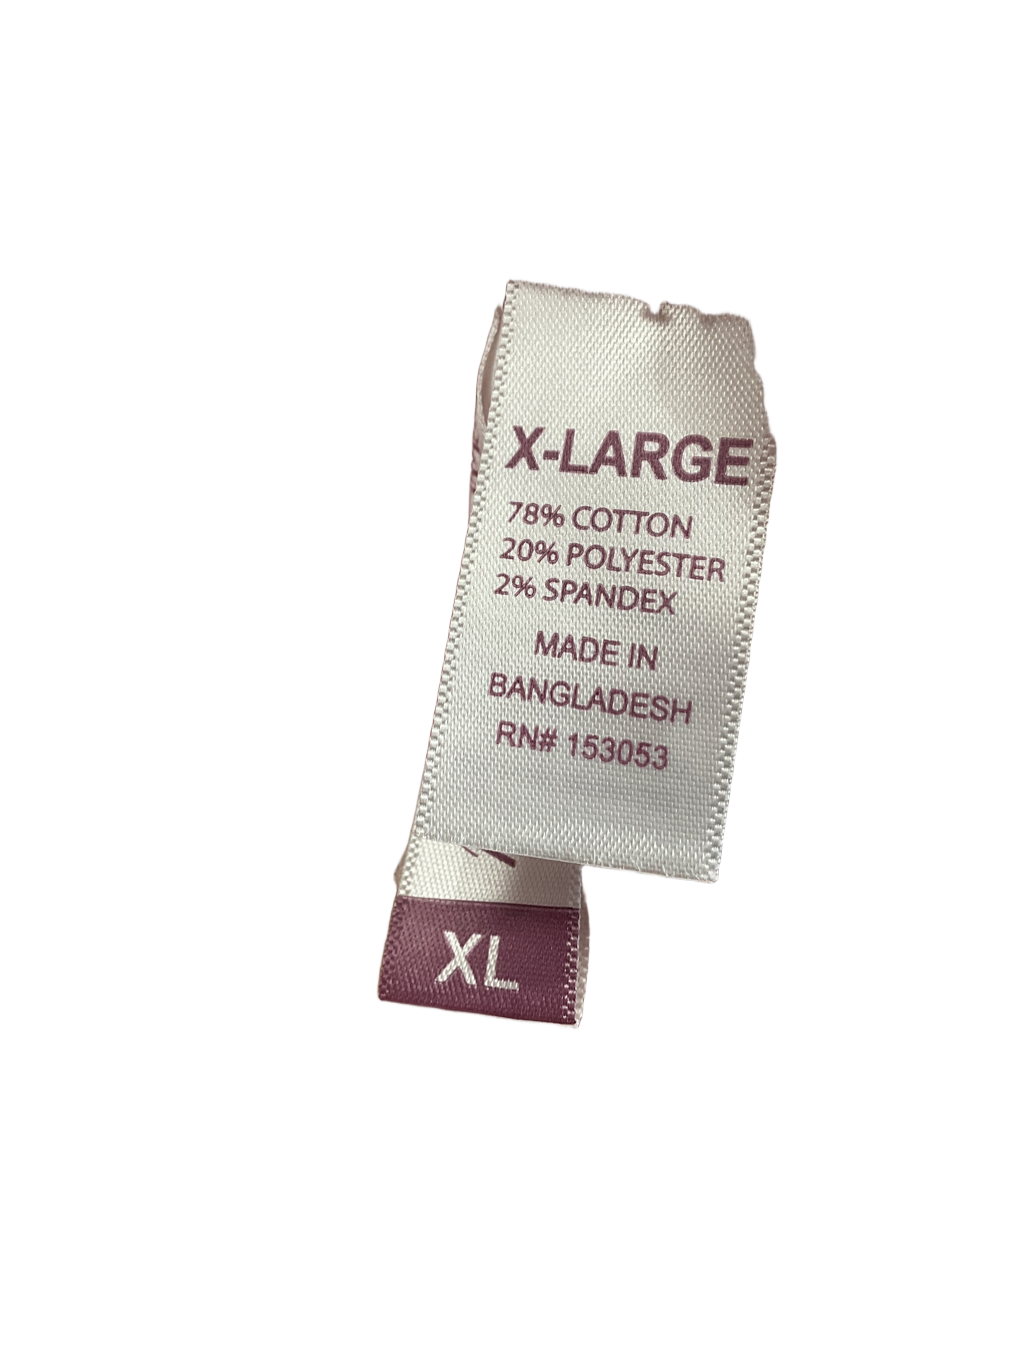 X-LARGE
78% COTTON
20% POLYESTER
2% SPANDEX
MADE IN
BANGLADESH
RN# 153053
XL